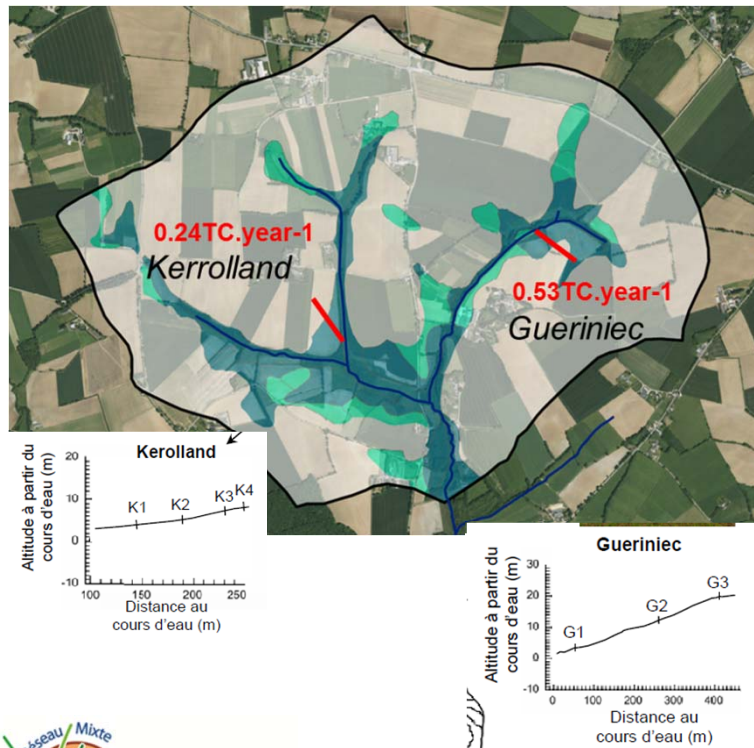 0.24TC.year-1
Kerrolland
0.53TC.year-1
Gueriniec
Kerolland
Altitude à partir du
cours d'eau (m)
20
10
0
-10
K1
K2
K3
K4
100
150
200
250
Distance au
cours d'eau (m)
Gueriniec
Altitude à partir du
cours d'eau (m)
30
20
10
0
-10
G1
G2
G3
0
100
200
300
400
Distance au
cours d'eau (m)
Mixte